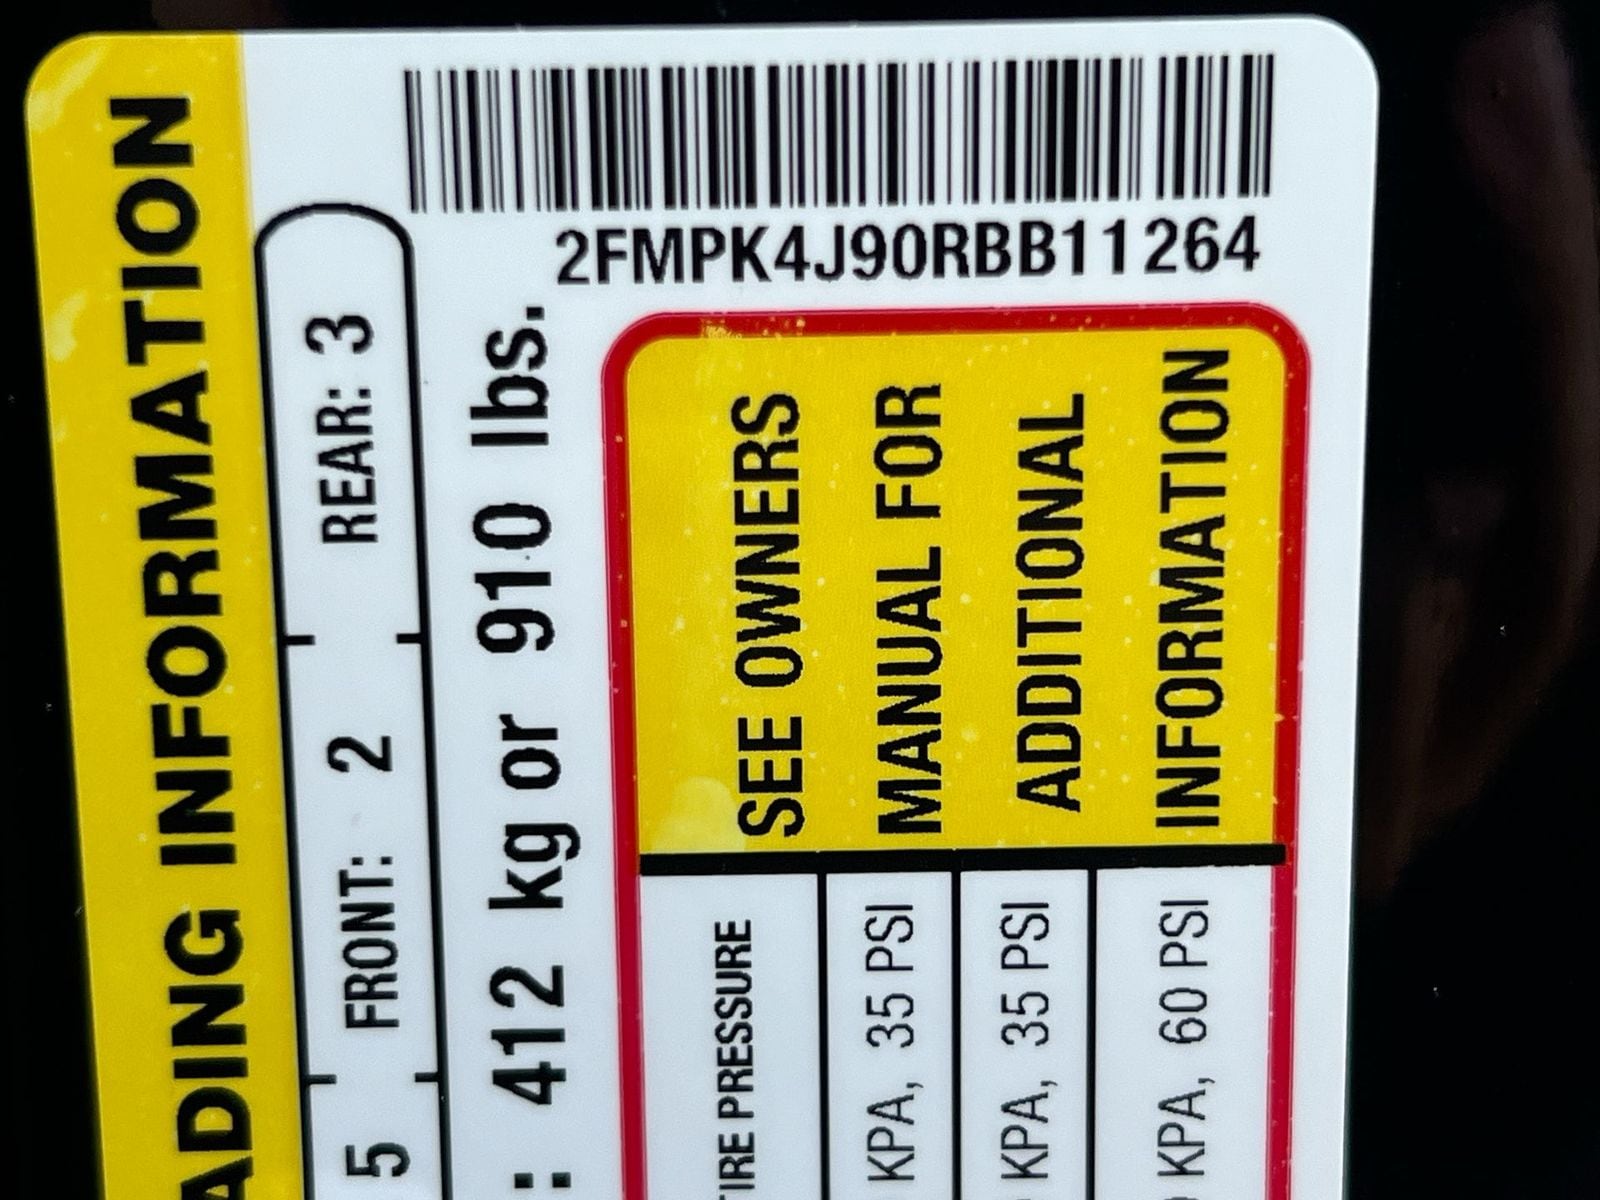 2FMPK4J90RBB11264
ADING INFORMATION
5 FRONT: 2 REAR: 3
: 412 kg or 910 lbs.
TIRE PRESSURE
KPA, 35 PSI
KPA, 35 PSI
KPA, 60 PSI
SEE OWNERS
MANUAL FOR
ADDITIONAL
INFORMATION